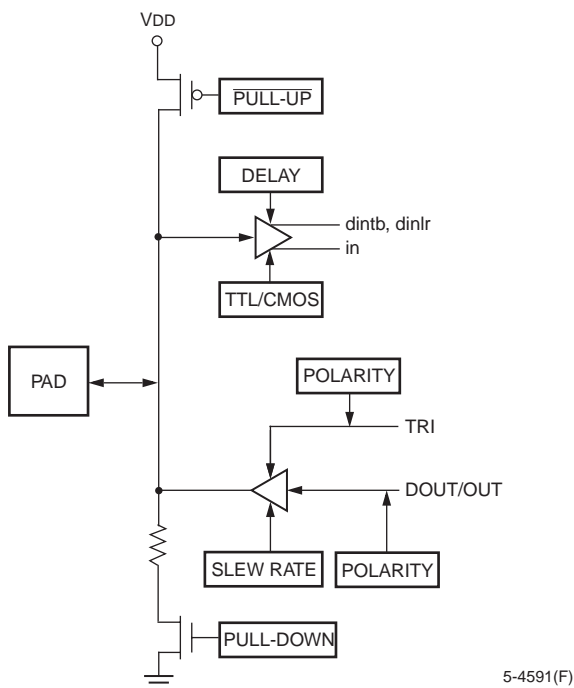 VDD
PULL-UP
DELAY
dintb, dinlr
in
TTL/CMOS
PAD
POLARITY
TRI
DOUT/OUT
SLEW RATE
POLARITY
PULL-DOWN
5-4591(F)